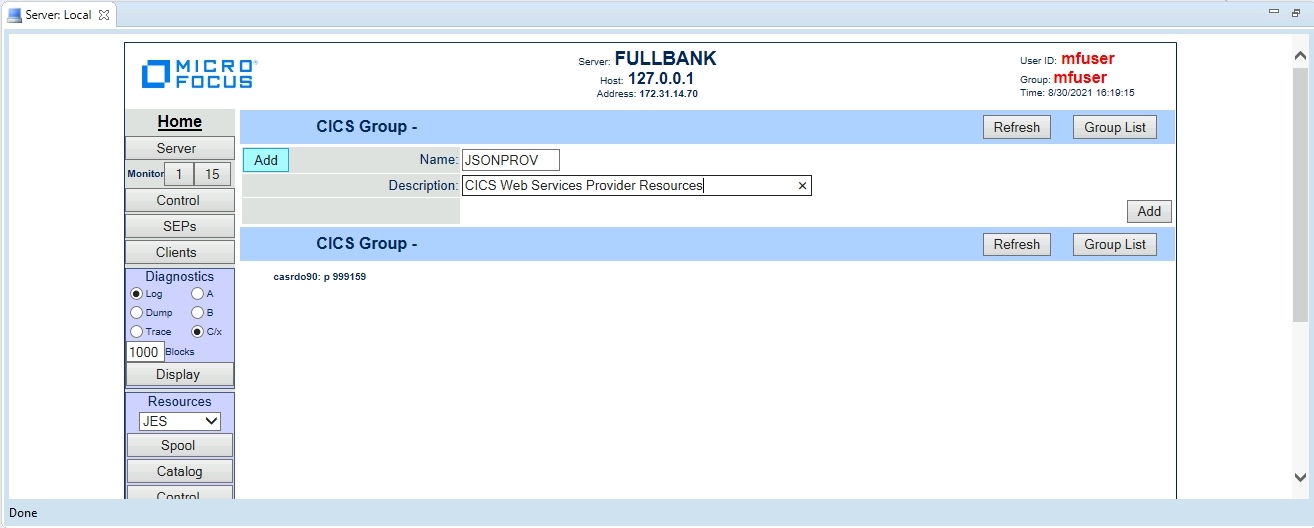 Server: Local
MICRO FOCUS
Server: FULLBANK
Host: 127.0.0.1
Address: 172.31.14.70
User ID: mfuser
Group: mfuser
Time: 8/30/2021 16:19:15
Home
Server
Monitor 1 15
Control
SEPs
Clients
Diagnostics
Log A
Dump B
Trace C/x
1000 Blocks
Display
Resources
JES
Spool
Catalog
Control
CICS Group - Refresh Group List
Add Name: JSONPROV
Description: CICS Web Services Provider Resources
Add
CICS Group - Refresh Group List
casrdo90: p 999159
Done